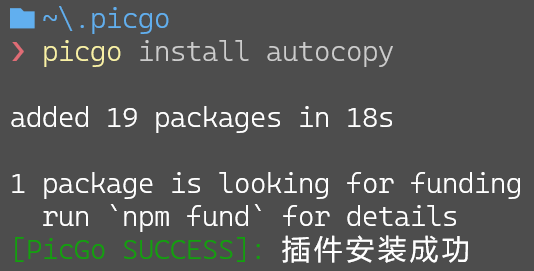 ~\.picgo
❯ picgo install autocopy
added 19 packages in 18s
1 package is looking for funding
run `npm fund` for details
[PicGo SUCCESS]: 插件安装成功